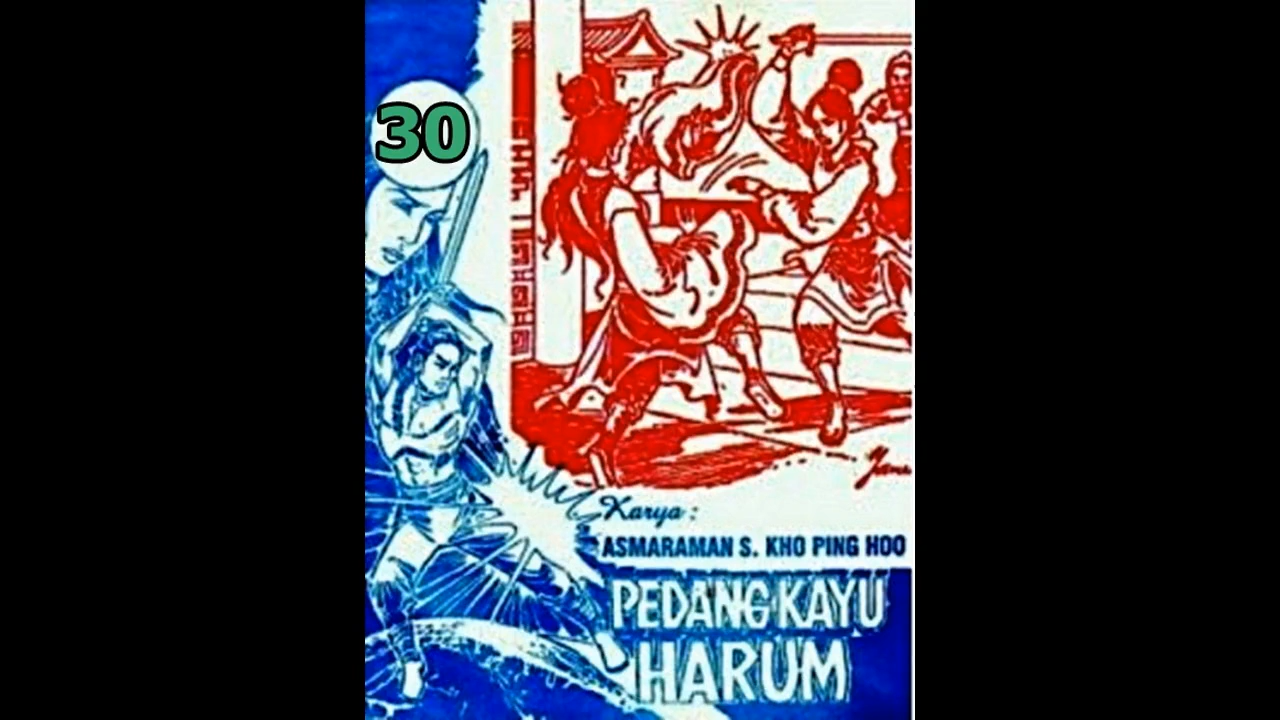 30
Karya :
ASMARAMAN S. KHO PING HOO
PEDANG KAYU
HARUM